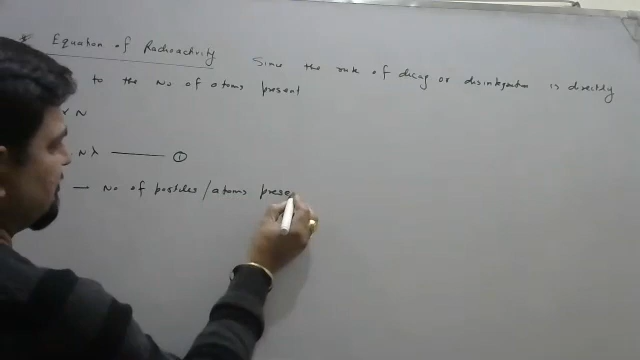 * Equation of Radioactivity Since the rate of decay or disintegration is directly
to the No of atoms present
α N
Nλ —— ①
→ No of particles / atoms prese